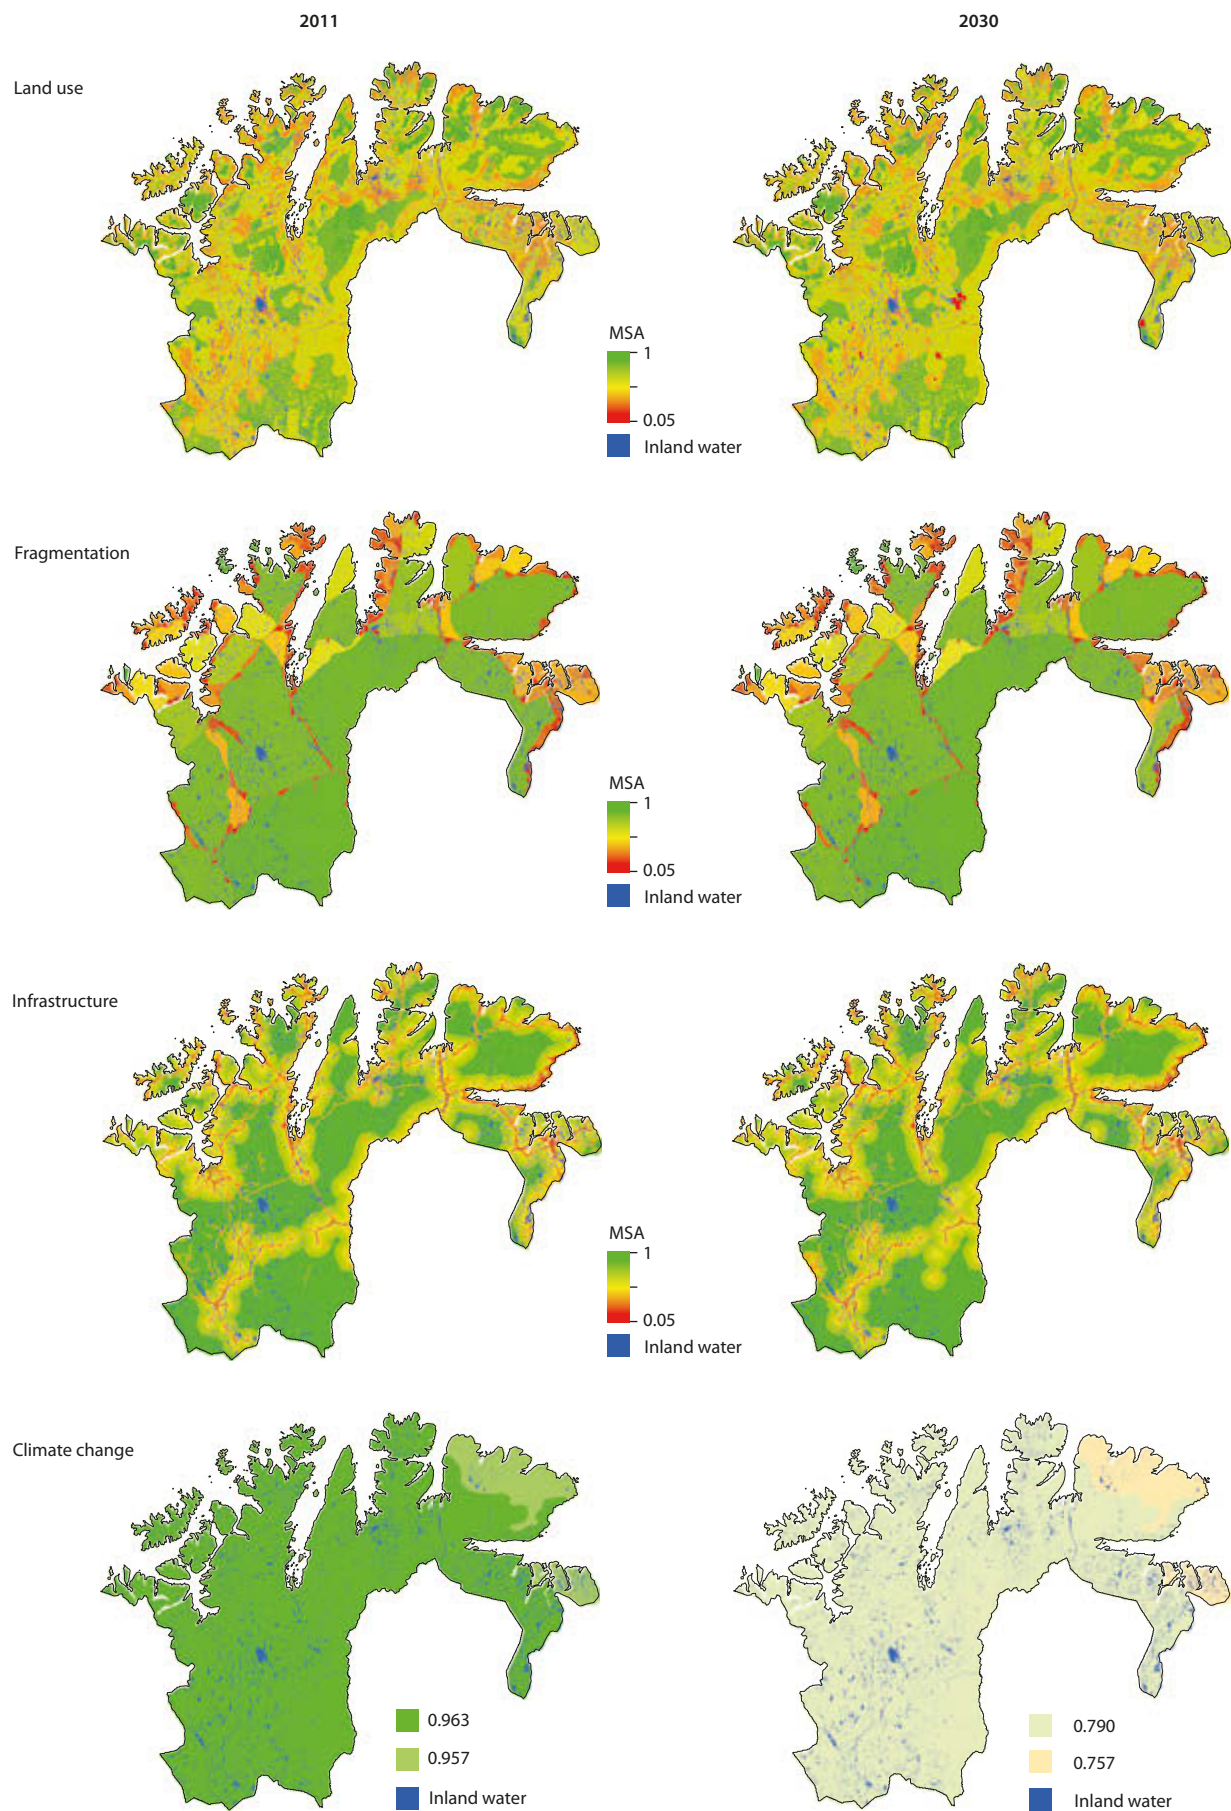 2011
2030
Land use
MSA
1
0.05
Inland water
Fragmentation
MSA
1
0.05
Inland water
Infrastructure
MSA
1
0.05
Inland water
Climate change
0.963
0.957
Inland water
0.790
0.757
Inland water